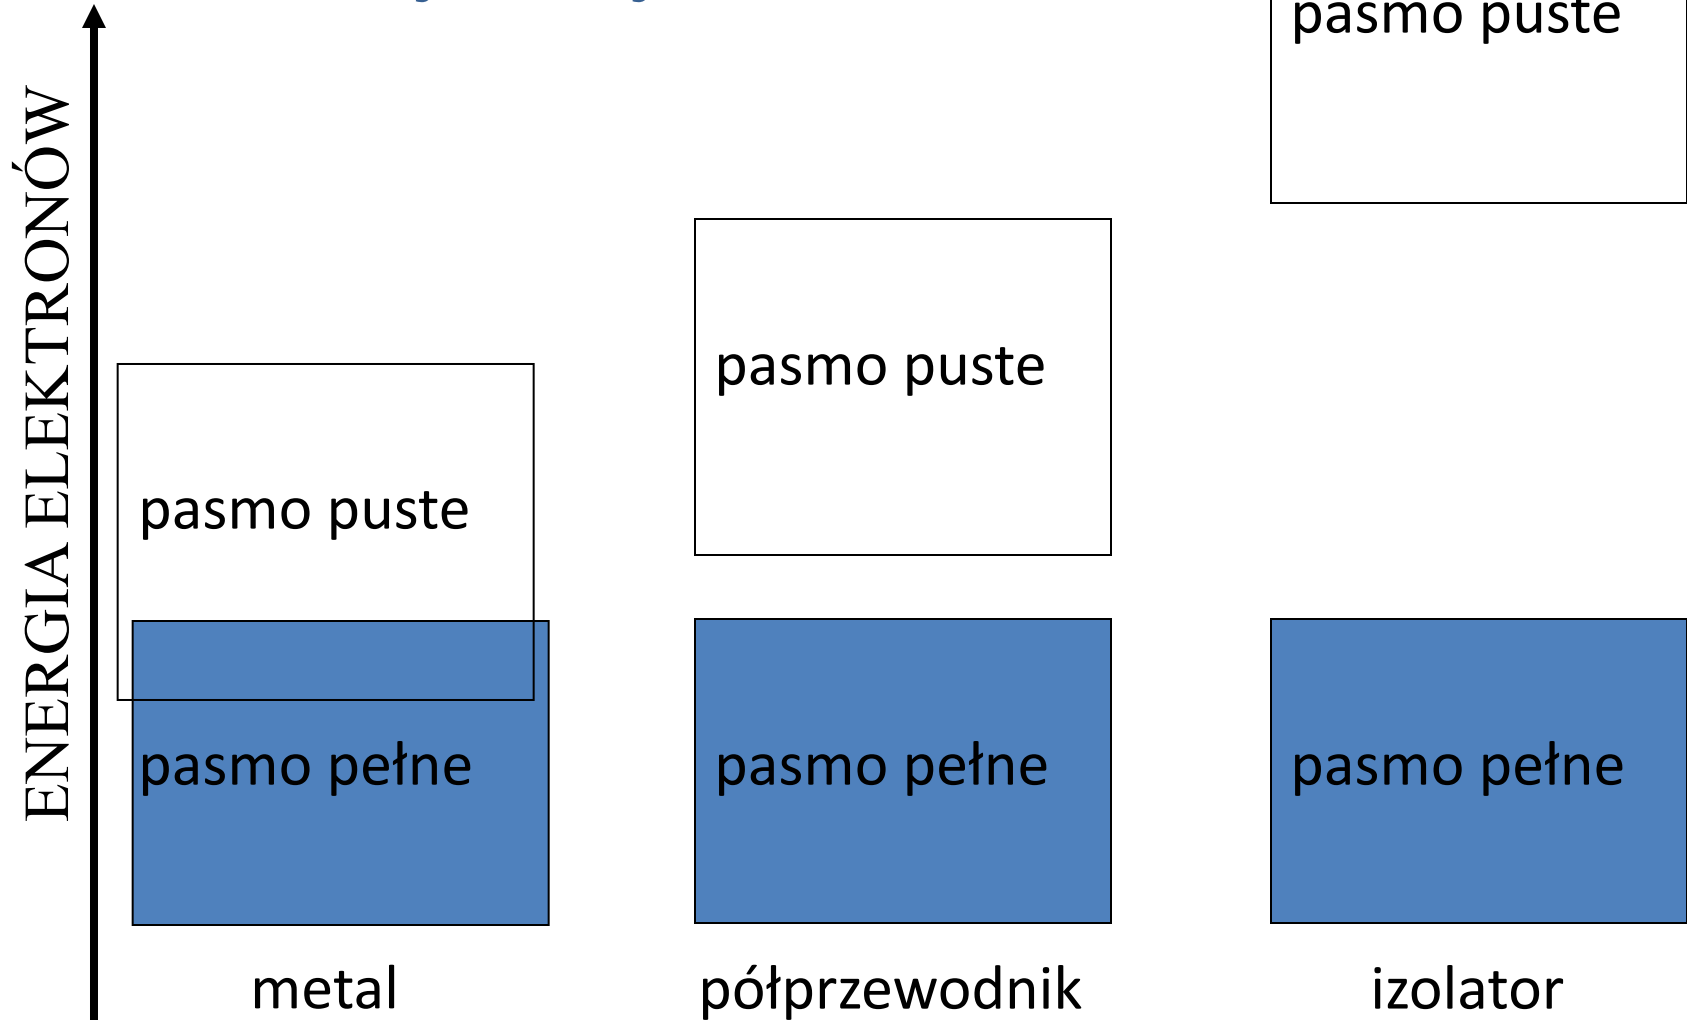 pasmo puste
pasmo puste
pasmo puste
pasmo pełne
pasmo pełne
pasmo pełne
metal
półprzewodnik
izolator
ENERGIA ELEKTRONÓW